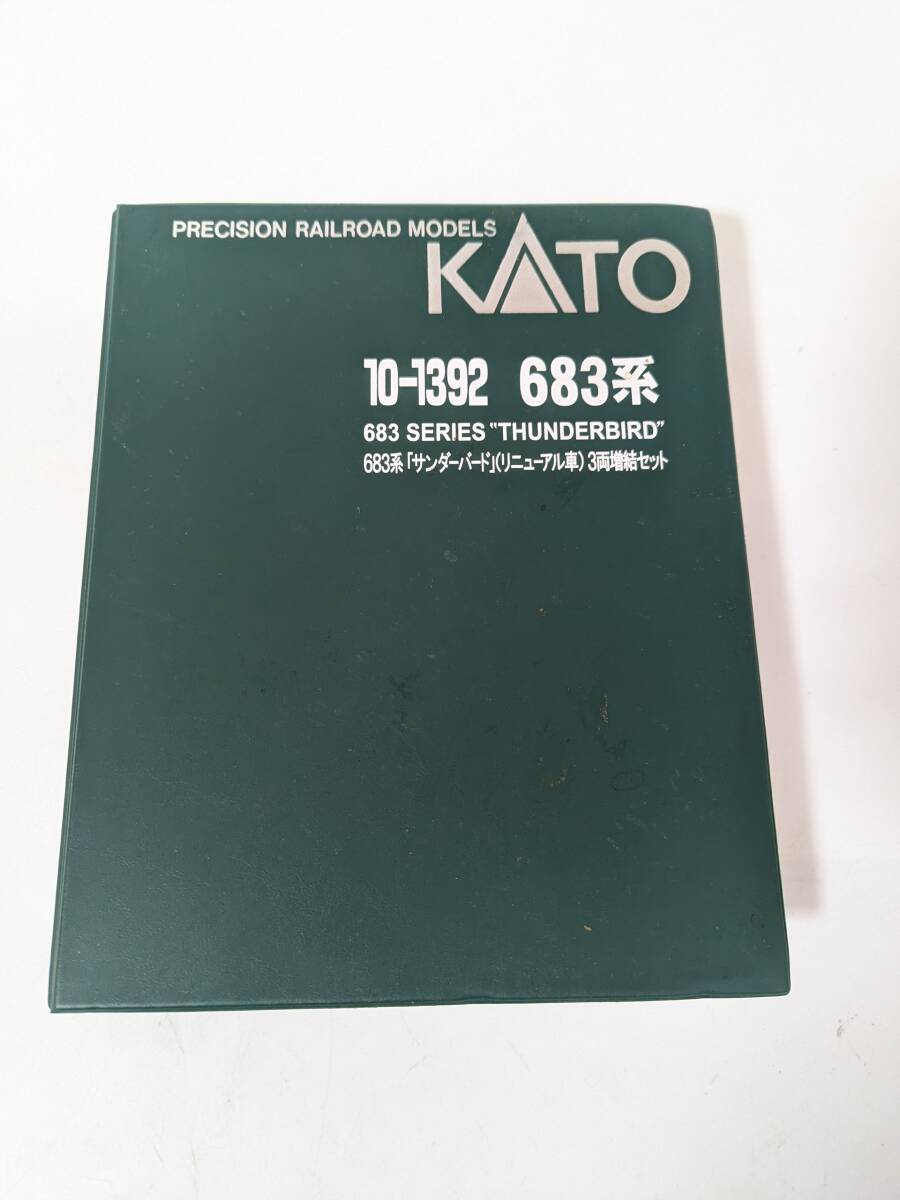 PRECISION RAILROAD MODELS
KATO
10-1392 683系
683 SERIES "THUNDERBIRD"
683系「サンダーバード」(リニューアル車) 3両増結セット